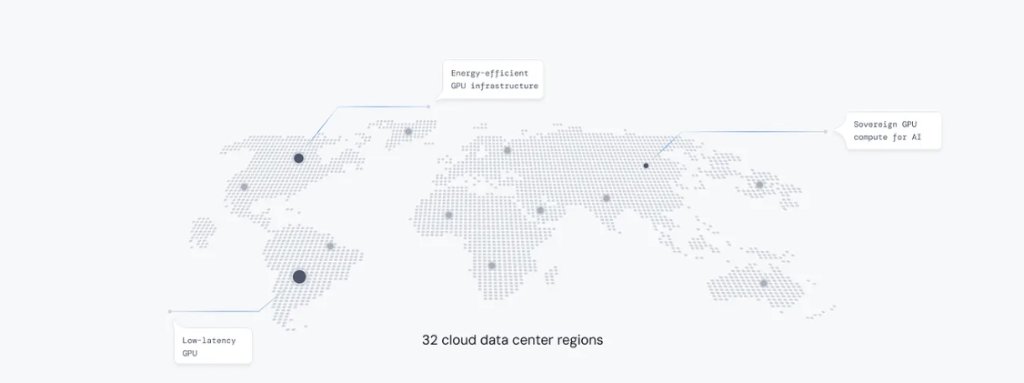 Energy-efficient
GPU infrastructure
Sovereign GPU
compute for AI
Low-latency
GPU
32 cloud data center regions